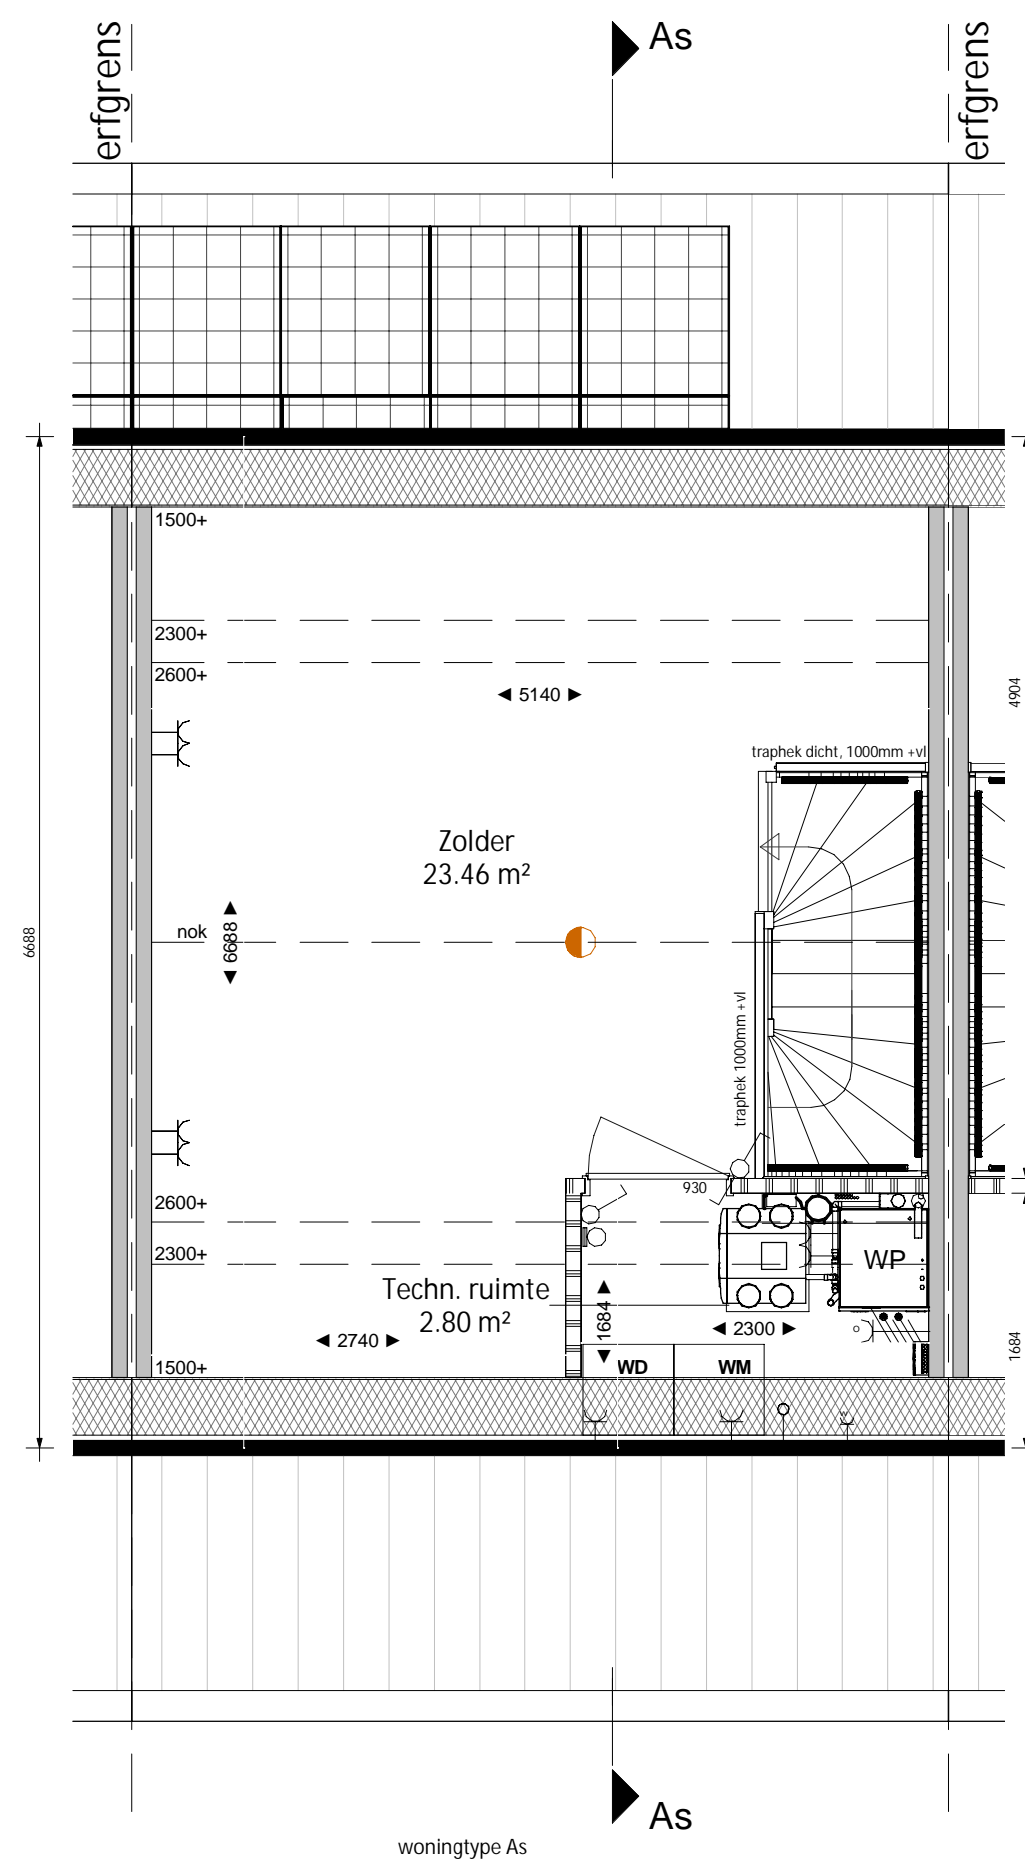 erfgrens
As
erfgrens
1500+
2300+
2600+
5140
4904
traphek dicht, 1000mm +vl
Zolder
23.46 m²
nok
6688
6688
traphek 1000mm +vl
930
2600+
2300+
WP
Techn. ruimte
2.80 m²
1684
2740
2300
1684
1500+
WD
WM
w
As
woningtype As